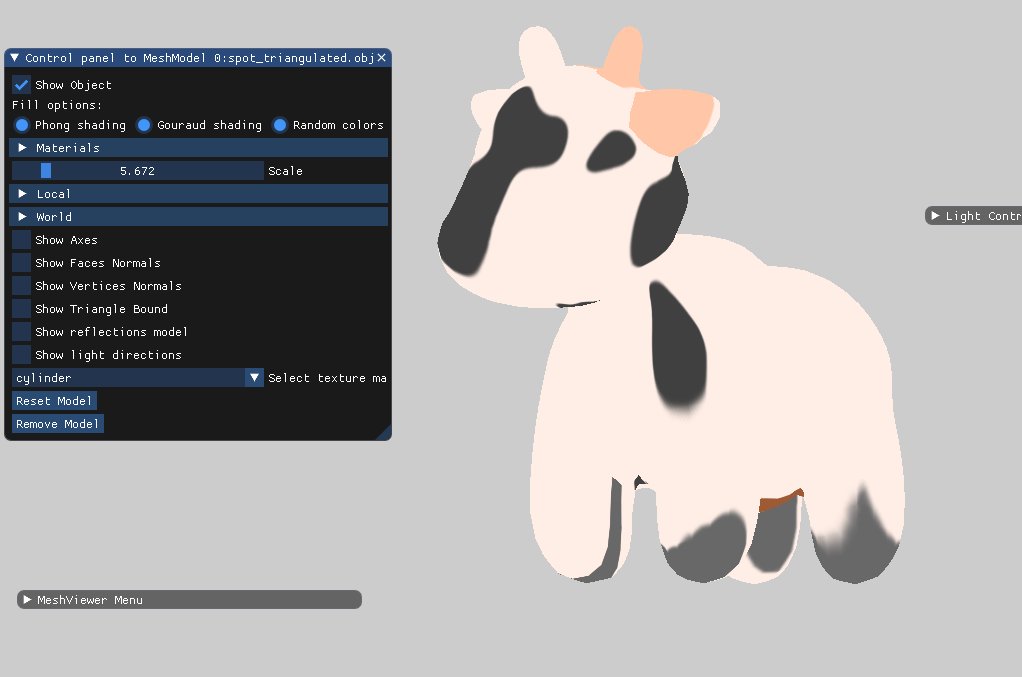 Control panel to MeshModel 0:spot_triangulated.obj
Show Object
Fill options:
Phong shading Gouraud shading Random colors
Materials
5.672 Scale
Local
World
Show Axes
Show Faces Normals
Show Vertices Normals
Show Triangle Bound
Show reflections model
Show light directions
cylinder Select texture ma
Reset Model
Remove Model
Light Contr
MeshViewer Menu